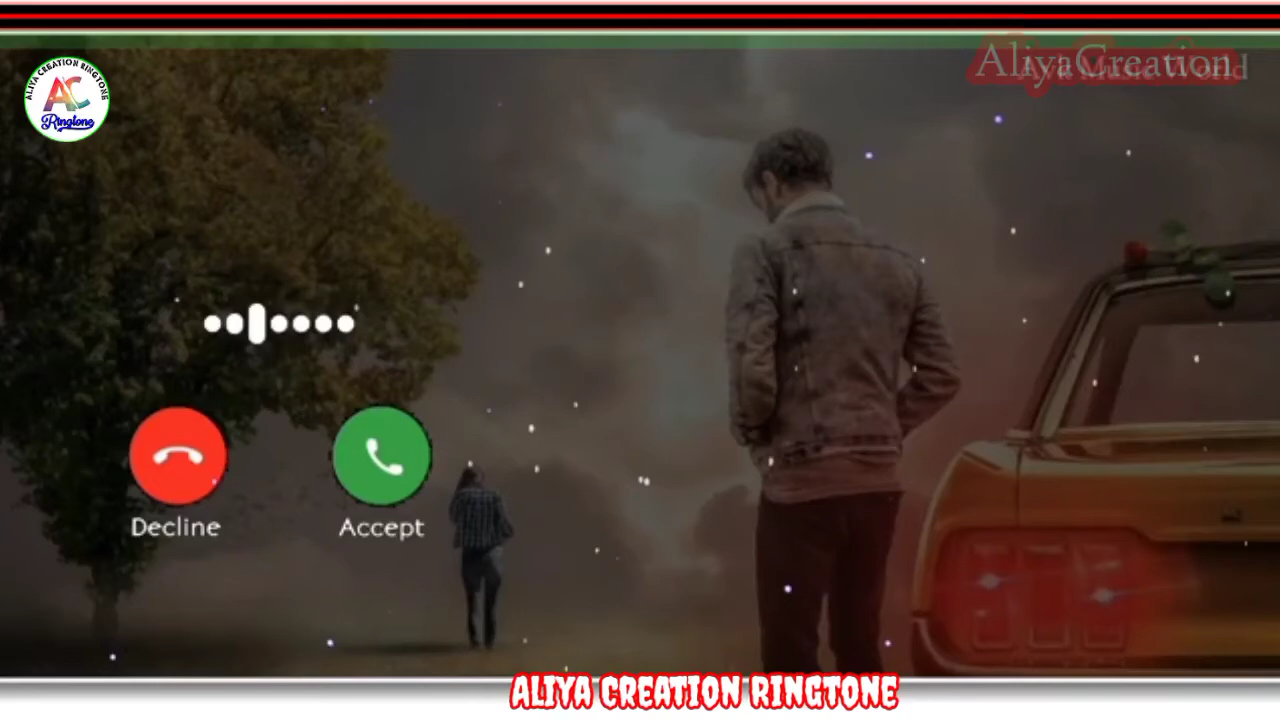 ALIYA CREATION RINGTONE
AC
Ringtone
AliyaCreation
Decline
Accept
ALIYA CREATION RINGTONE